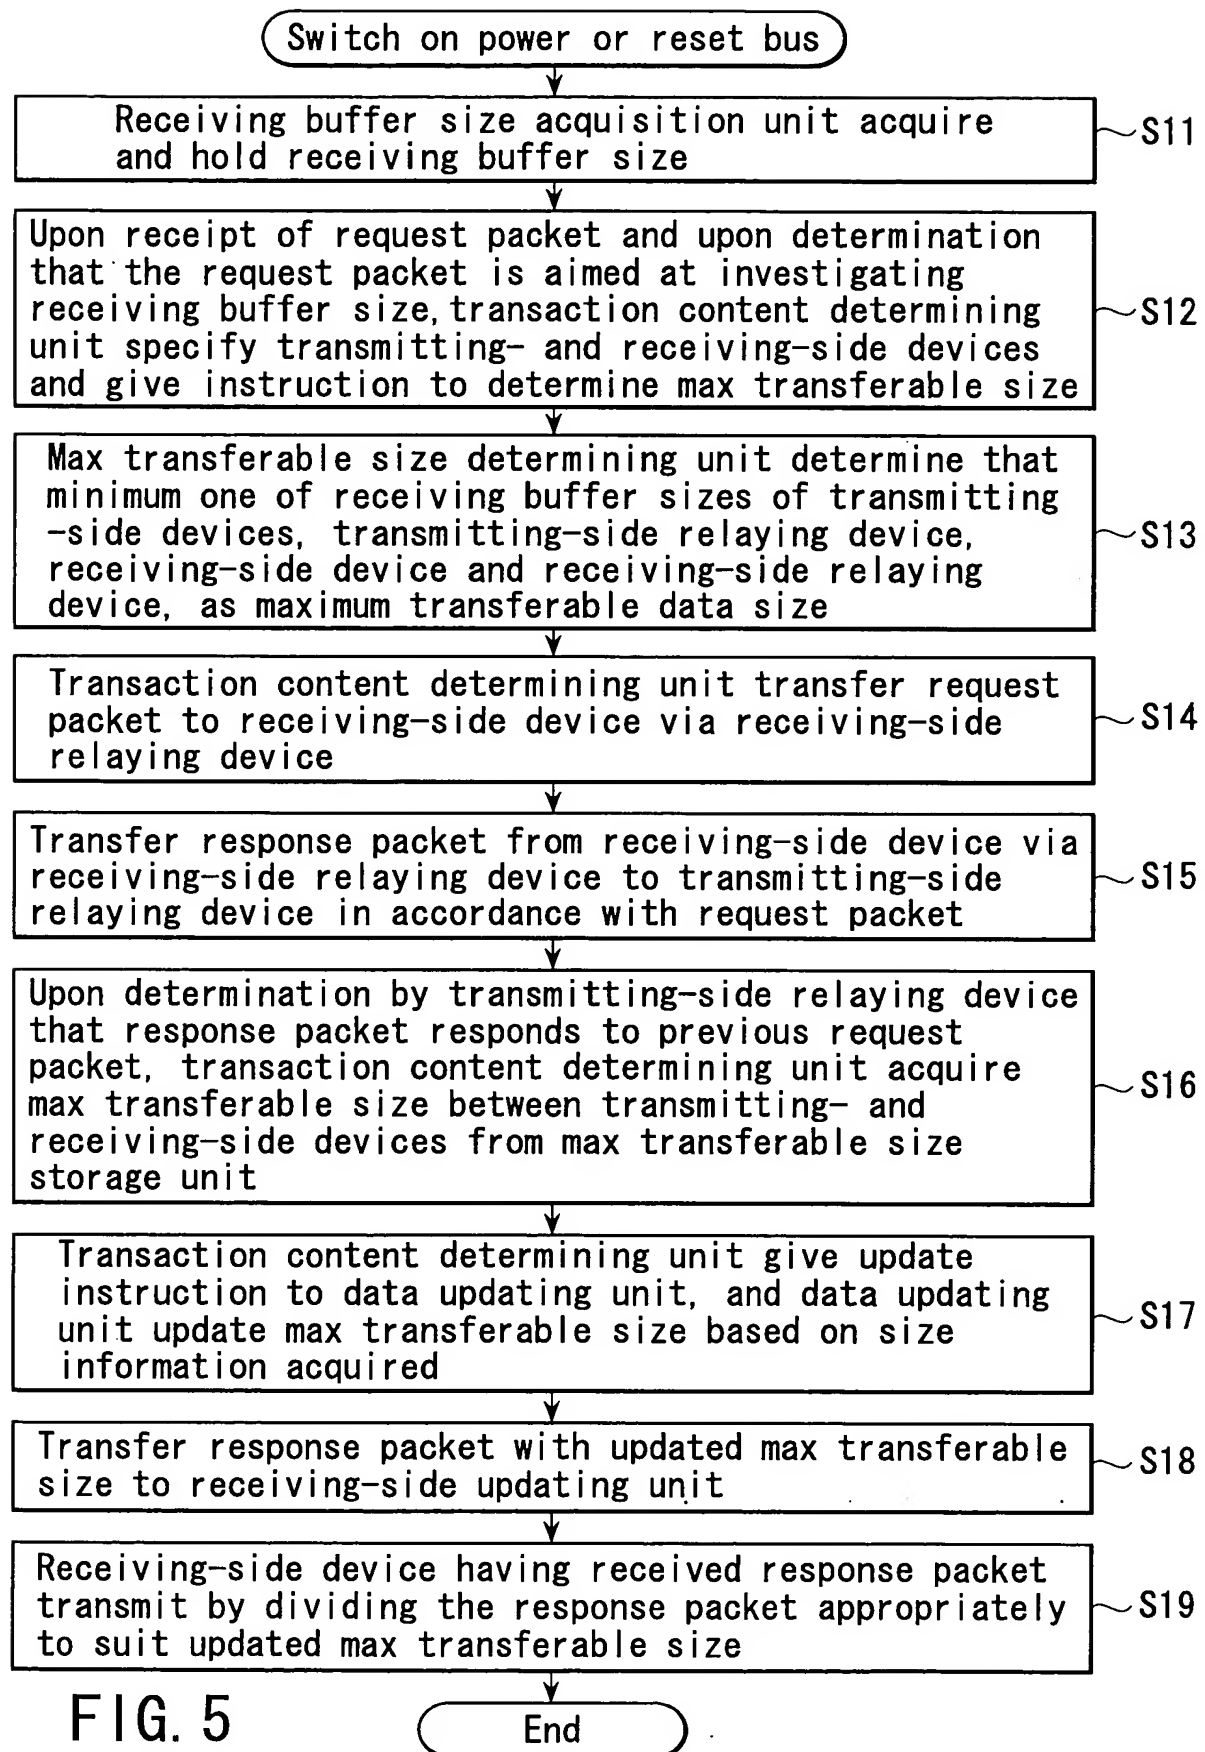 Switch on power or reset bus
Receiving buffer size acquisition unit acquire
and hold receiving buffer size
S11
Upon receipt of request packet and upon determination
that the request packet is aimed at investigating
receiving buffer size, transaction content determining
unit specify transmitting- and receiving-side devices
and give instruction to determine max transferable size
S12
Max transferable size determining unit determine that
minimum one of receiving buffer sizes of transmitting
-side devices, transmitting-side relaying device,
receiving-side device and receiving-side relaying
device, as maximum transferable data size
S13
Transaction content determining unit transfer request
packet to receiving-side device via receiving-side
relaying device
S14
Transfer response packet from receiving-side device via
receiving-side relaying device to transmitting-side
relaying device in accordance with request packet
S15
Upon determination by transmitting-side relaying device
that response packet responds to previous request
packet, transaction content determining unit acquire
max transferable size between transmitting- and
receiving-side devices from max transferable size
storage unit
S16
Transaction content determining unit give update
instruction to data updating unit, and data updating
unit update max transferable size based on size
information acquired
S17
Transfer response packet with updated max transferable
size to receiving-side updating unit
S18
Receiving-side device having received response packet
transmit by dividing the response packet appropriately
to suit updated max transferable size
S19
End
FIG. 5